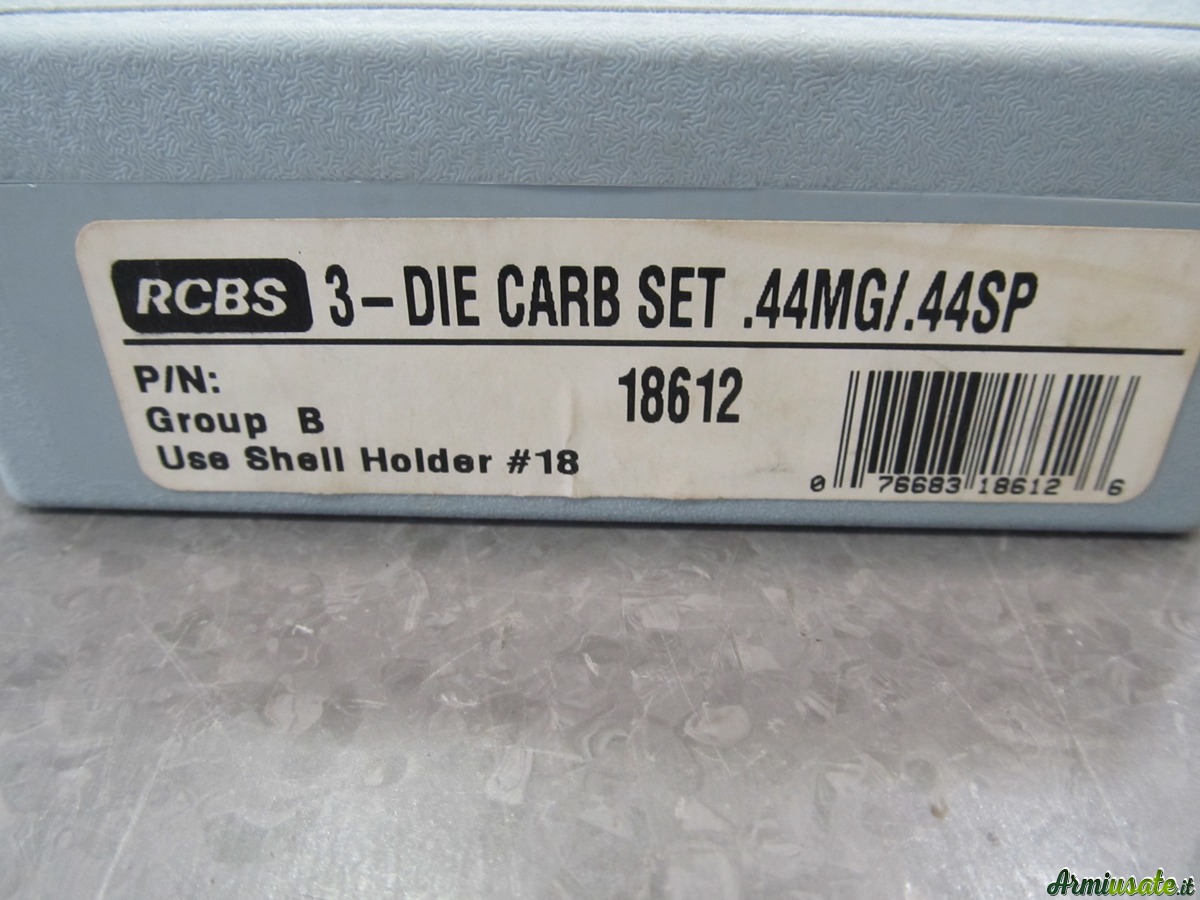 RCBS 3-DIE CARB SET .44MG/.44SP
P/N: 18612
Group B
Use Shell Holder #18
0 76683 18612 6
Armiusate.it